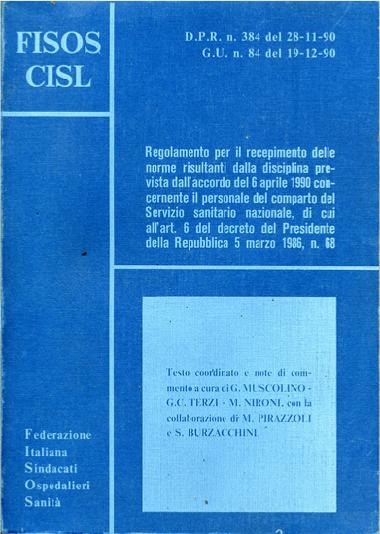 FISOS
CISL
D.P.R. n. 384 del 28-11-90
G.U. n. 84 del 19-12-90
Regolamento per il recepimento delle
norme risultanti dalla disciplina pre-
vista dall'accordo del 6 aprile 1990 con-
cernente il personale del comparto del
Servizio sanitario nazionale, di cui
all'art. 6 del decreto del Presidente
della Repubblica 5 marzo 1986, n. 68
Testo coordinato e note di com-
mento a cura di G. MUSCOLINO -
G.C. TERZI - M. NIRONI, con la
collaborazione di M. PIRAZZOLI
e S. BURZACCHINI
Federazione
Italiana
Sindacati
Ospedalieri
Sanità